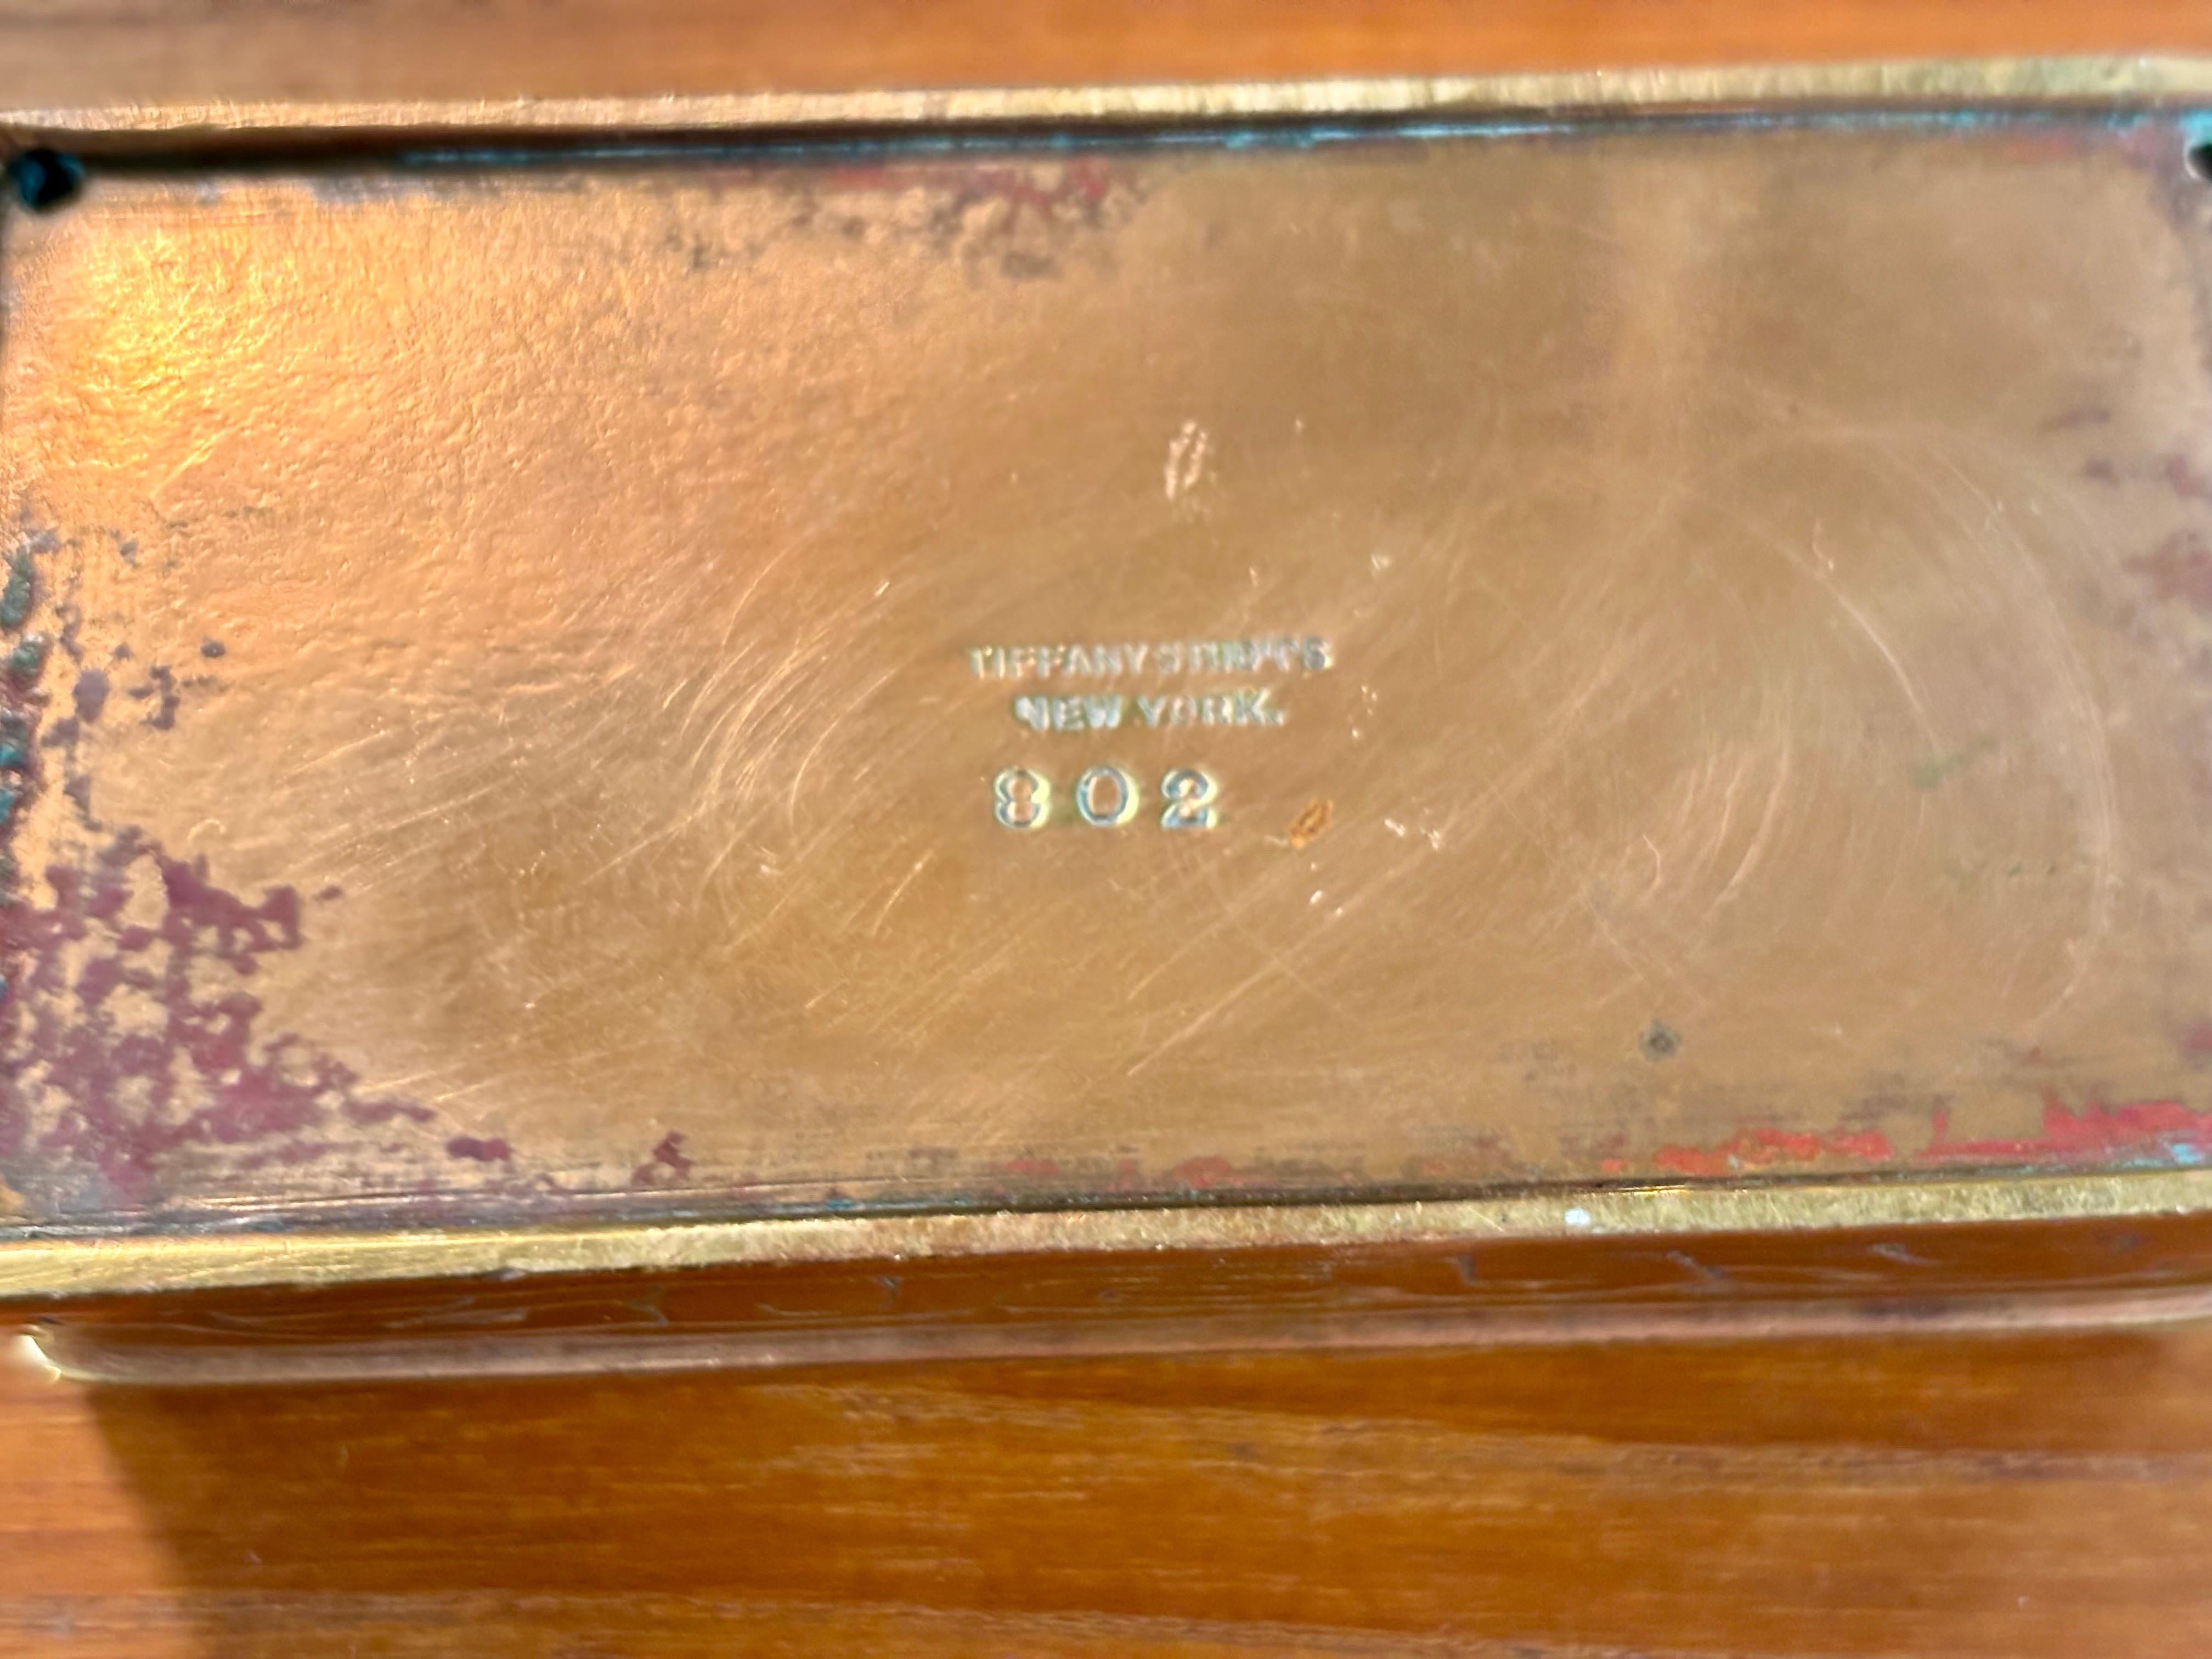 TIFFANY STUDIOS
NEW YORK.
802